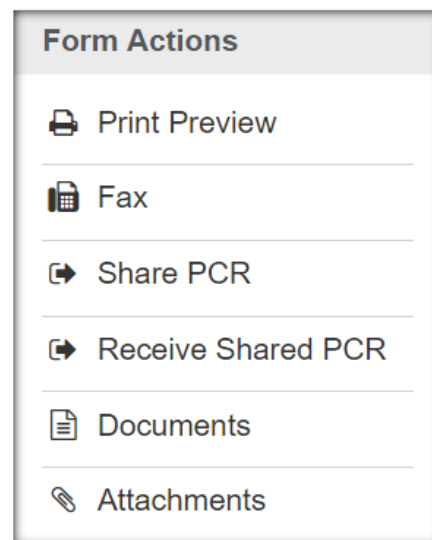 Form Actions
Print Preview
Fax
Share PCR
Receive Shared PCR
Documents
Attachments